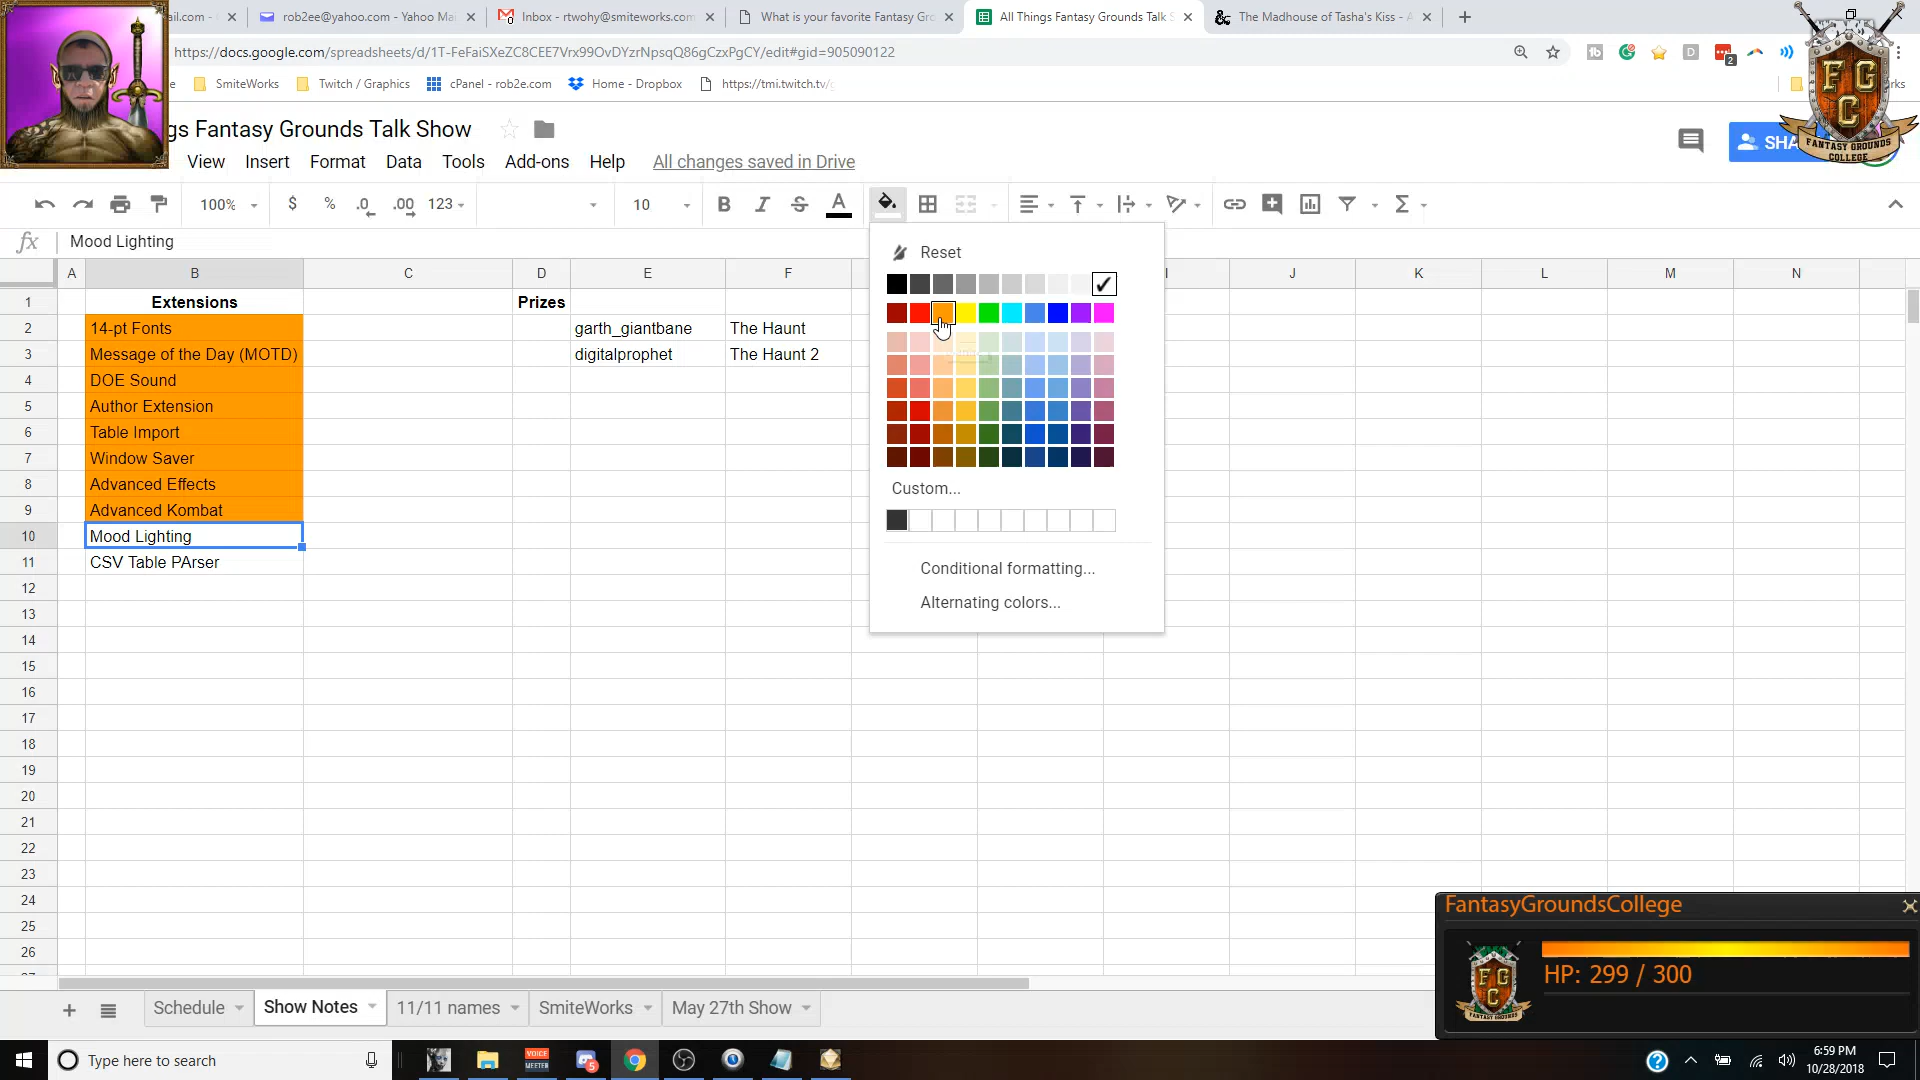 ail.com -
rob2ee@yahoo.com - Yahoo Ma
Inbox - rtwohy@smiteworks.com
What is your favorite Fantasy Gro
All Things Fantasy Grounds Talk S
The Madhouse of Tasha's Kiss - A
https://docs.google.com/spreadsheets/d/1T-FeFaiSXeZC8CEE7Vrx99OvDYzrNpsqQ86gCzxPgCY/edit#gid=905090122
SmiteWorks
Twitch / Graphics
cPanel - rob2e.com
Home - Dropbox
https://tmi.twitch.tv/g
rks
FGC
FANTASY GROUNDS
COLLEGE
gs Fantasy Grounds Talk Show
SHA
View Insert Format Data Tools Add-ons Help All changes saved in Drive
100% $ % .0 .00 123 10 B I S A
fx Mood Lighting
Reset
A B C D E F I J K L M N
1 Extensions Prizes
2 14-pt Fonts garth_giantbane The Haunt
3 Message of the Day (MOTD) digitalprophet The Haunt 2
4 DOE Sound
5 Author Extension
6 Table Import
7 Window Saver
8 Advanced Effects
9 Advanced Kombat
10 Mood Lighting
11 CSV Table PArser
12
13
14
15
16
17
18
19
20
21
22
23
24
25
26
Custom...
Conditional formatting...
Alternating colors...
FantasyGroundsCollege
HP: 299 / 300
FGC
FANTASY GROUNDS
Schedule Show Notes 11/11 names SmiteWorks May 27th Show
Type here to search
VOICE
MEETER
5
6:59 PM
10/28/2018